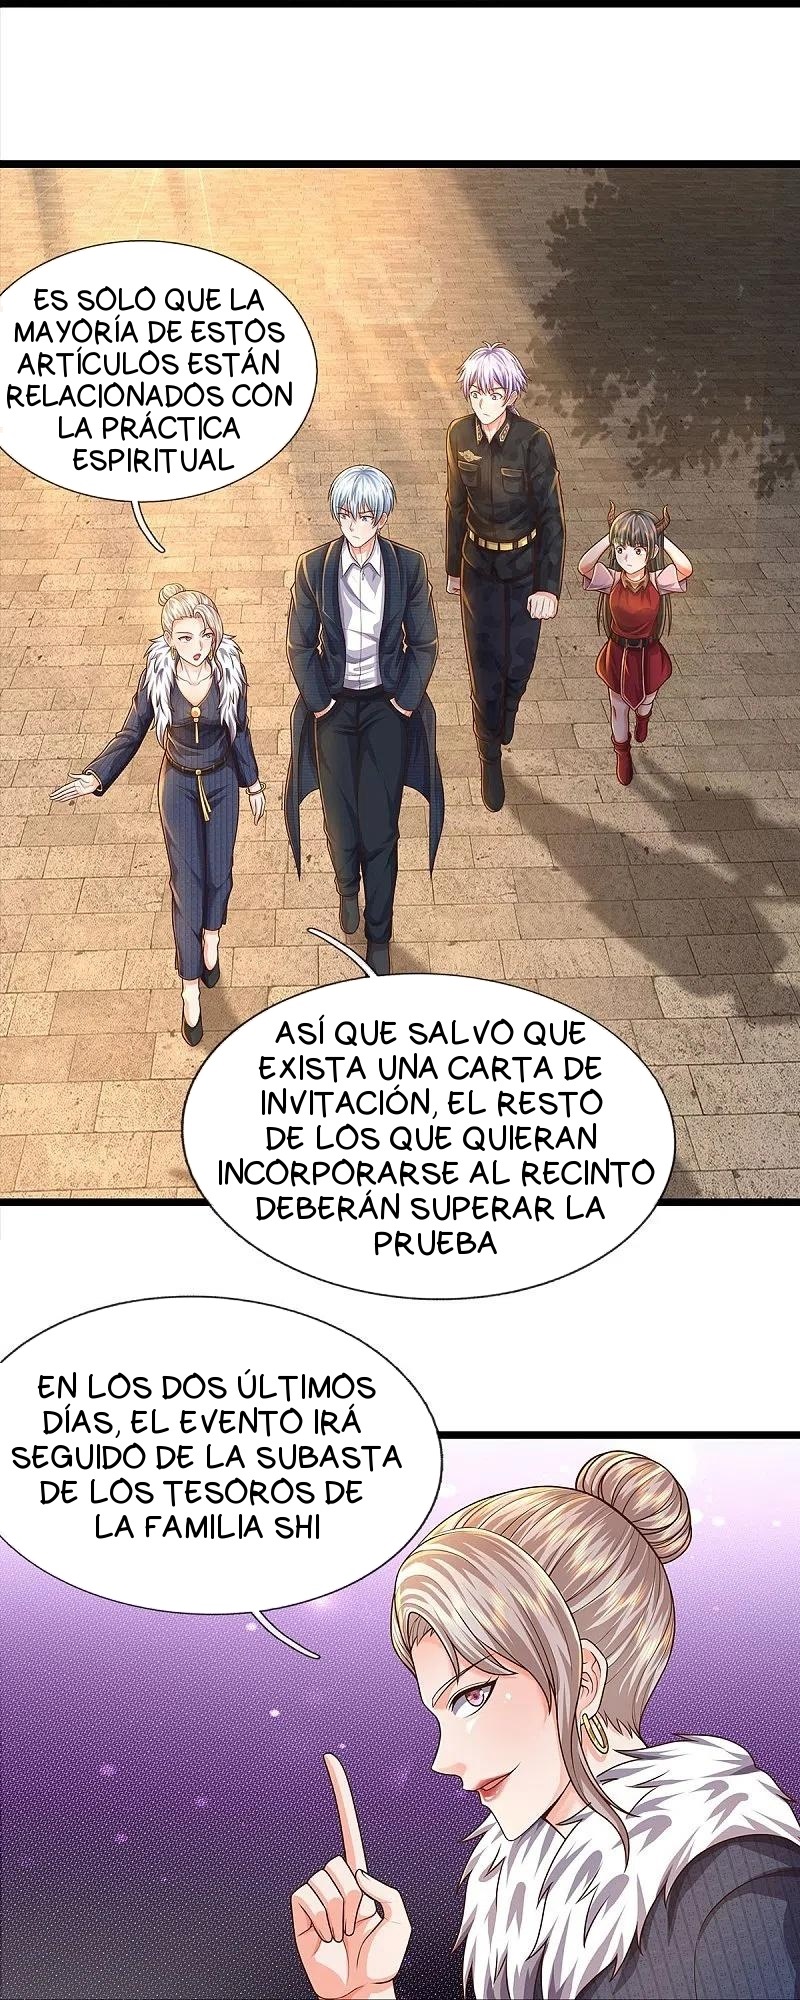 ES SOLO QUE LA
MAYORÍA DE ESTOS
ARTÍCULOS ESTÁN
RELACIONADOS CON
LA PRÁCTICA
ESPIRITUAL
ASÍ QUE SALVO QUE
EXISTA UNA CARTA DE
INVITACIÓN, EL RESTO
DE LOS QUE QUIERAN
INCORPORARSE AL RECINTO
DEBERÁN SUPERAR LA
PRUEBA
EN LOS DOS ÚLTIMOS
DÍAS, EL EVENTO IRÁ
SEGUIDO DE LA SUBASTA
DE LOS TESOROS DE
LA FAMILIA SHI